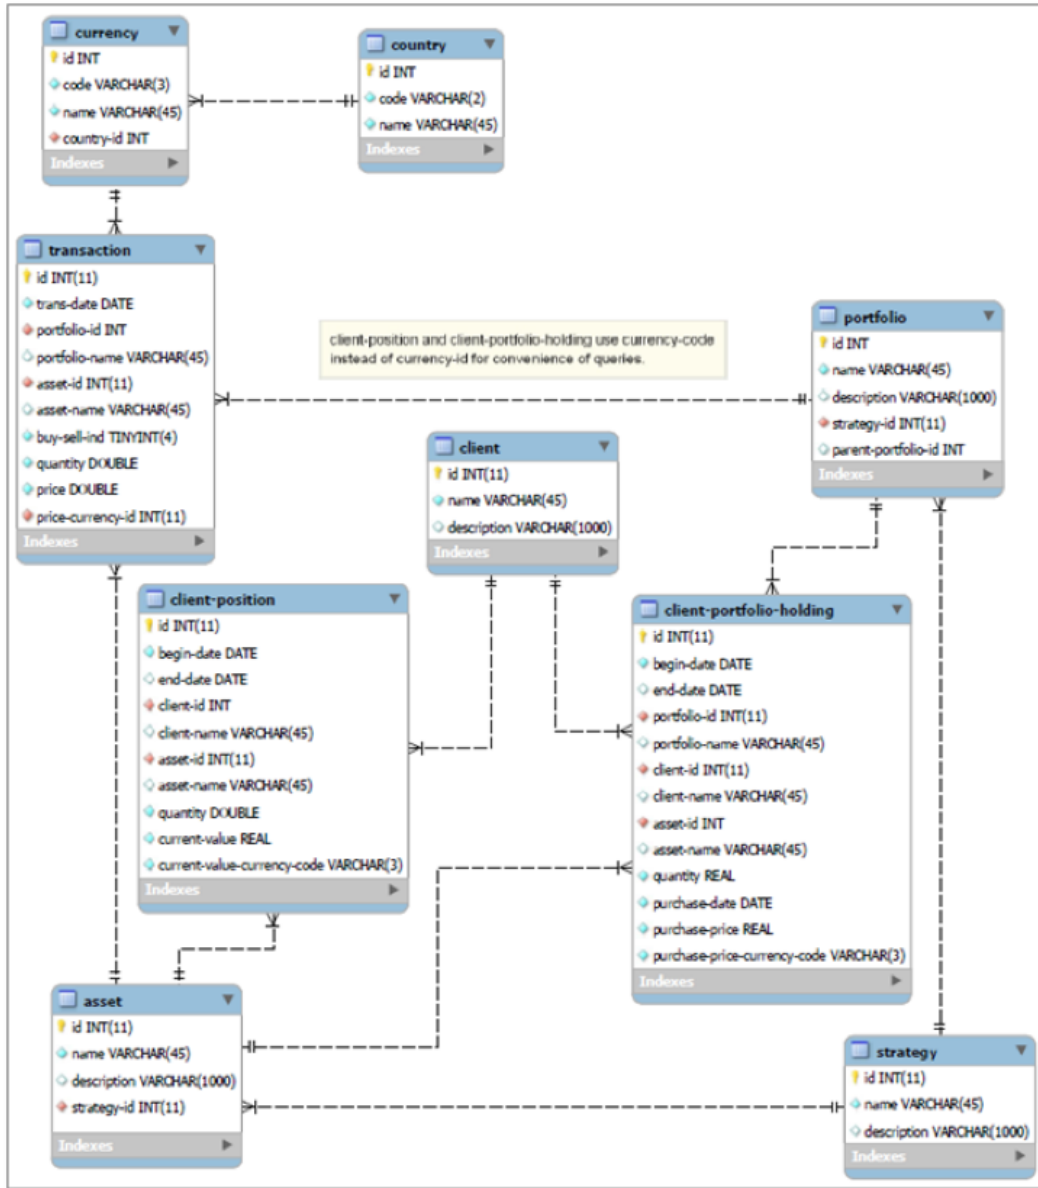 currency
id INT
code VARCHAR(3)
name VARCHAR(45)
country-id INT
Indexes
country
id INT
code VARCHAR(2)
name VARCHAR(45)
Indexes
transaction
id INT(11)
trans-date DATE
portfolio-id INT
portfolio-name VARCHAR(45)
asset-id INT(11)
asset-name VARCHAR(45)
buy-sell-ind TINYINT(4)
quantity DOUBLE
price DOUBLE
price-currency-id INT(11)
Indexes
client-position and client-portfolio-holding use currency-code
instead of currency-id for convenience of queries.
portfolio
id INT
name VARCHAR(45)
description VARCHAR(1000)
strategy-id INT(11)
parent-portfolio-id INT
Indexes
client
id INT(11)
name VARCHAR(45)
description VARCHAR(1000)
Indexes
client-position
id INT(11)
begin-date DATE
end-date DATE
client-id INT
client-name VARCHAR(45)
asset-id INT(11)
asset-name VARCHAR(45)
quantity DOUBLE
current-value REAL
current-value-currency-code VARCHAR(3)
Indexes
client-portfolio-holding
id INT(11)
begin-date DATE
end-date DATE
portfolio-id INT(11)
portfolio-name VARCHAR(45)
client-id INT(11)
client-name VARCHAR(45)
asset-id INT
asset-name VARCHAR(45)
quantity REAL
purchase-date DATE
purchase-price REAL
purchase-price-currency-code VARCHAR(3)
Indexes
asset
id INT(11)
name VARCHAR(45)
description VARCHAR(1000)
strategy-id INT(11)
Indexes
strategy
id INT(11)
name VARCHAR(45)
description VARCHAR(1000)
Indexes